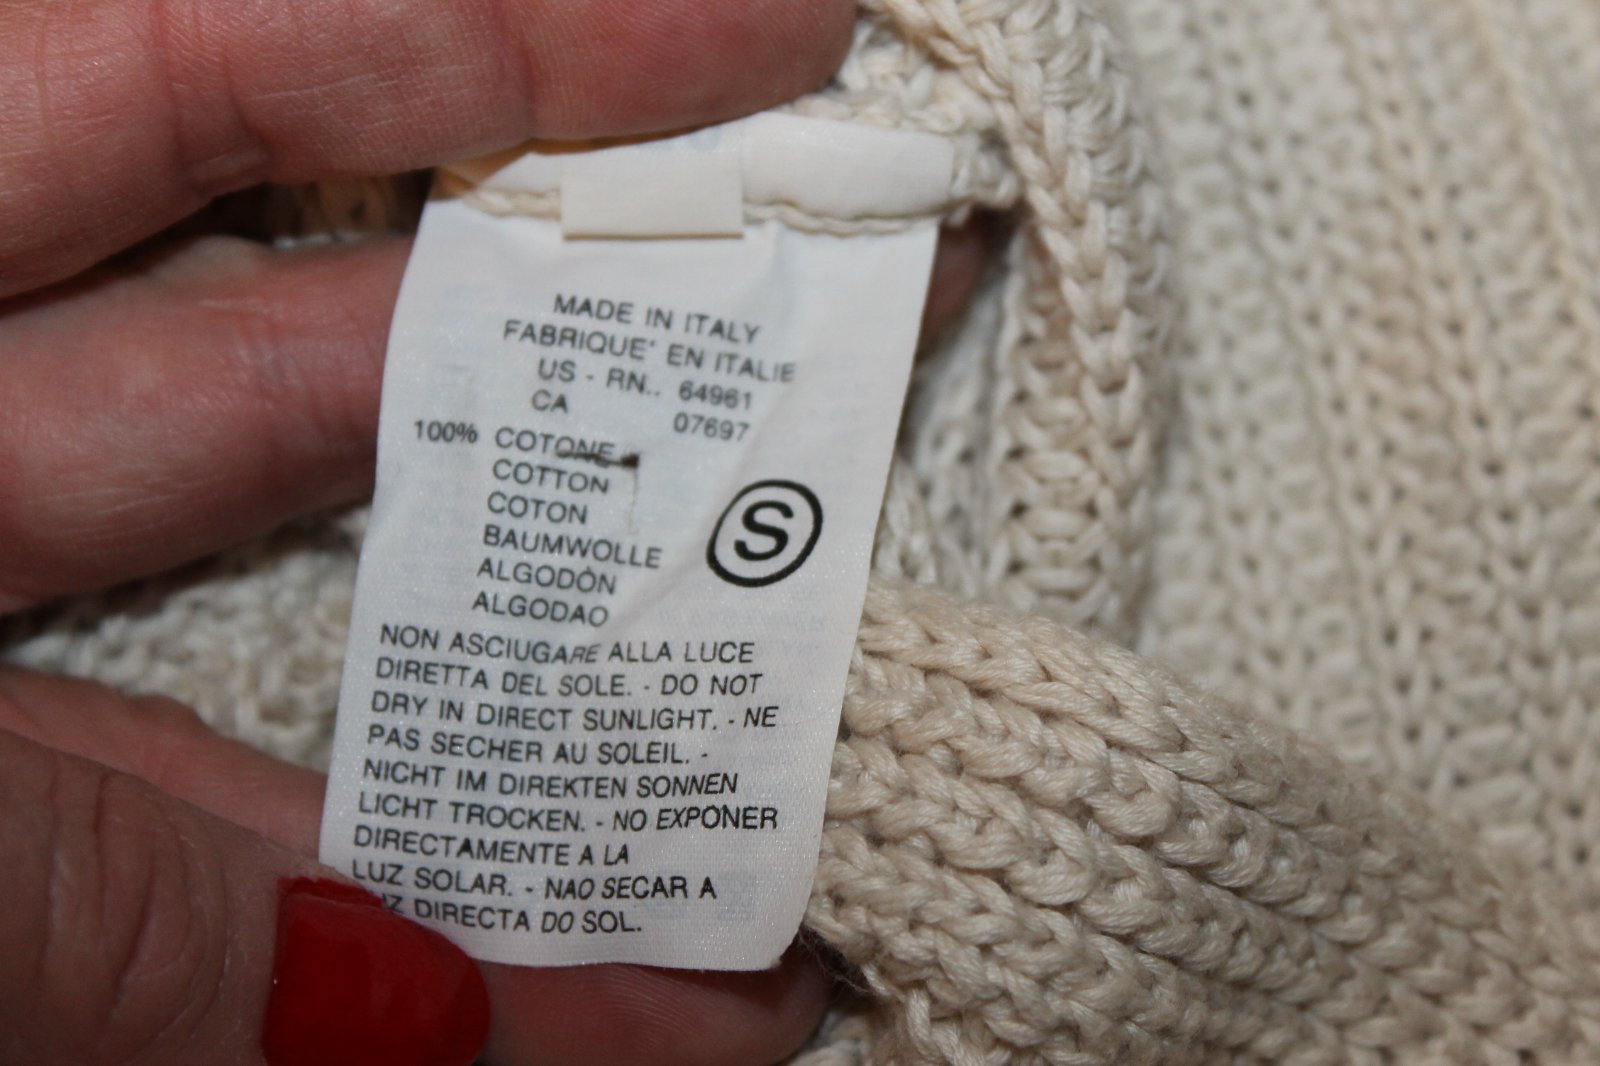 MADE IN ITALY
FABRIQUE' EN ITALIE
US - RN.. 64961
CA 07697
100% COTONE
COTTON
COTON
BAUMWOLLE
ALGODÒN
ALGODAO
S
NON ASCIUGARE ALLA LUCE
DIRETTA DEL SOLE. - DO NOT
DRY IN DIRECT SUNLIGHT. - NE
PAS SECHER AU SOLEIL. -
NICHT IM DIREKTEN SONNEN
LICHT TROCKEN. - NO EXPONER
DIRECTAMENTE A LA
LUZ SOLAR. - NAO SECAR A
DIRECTA DO SOL.